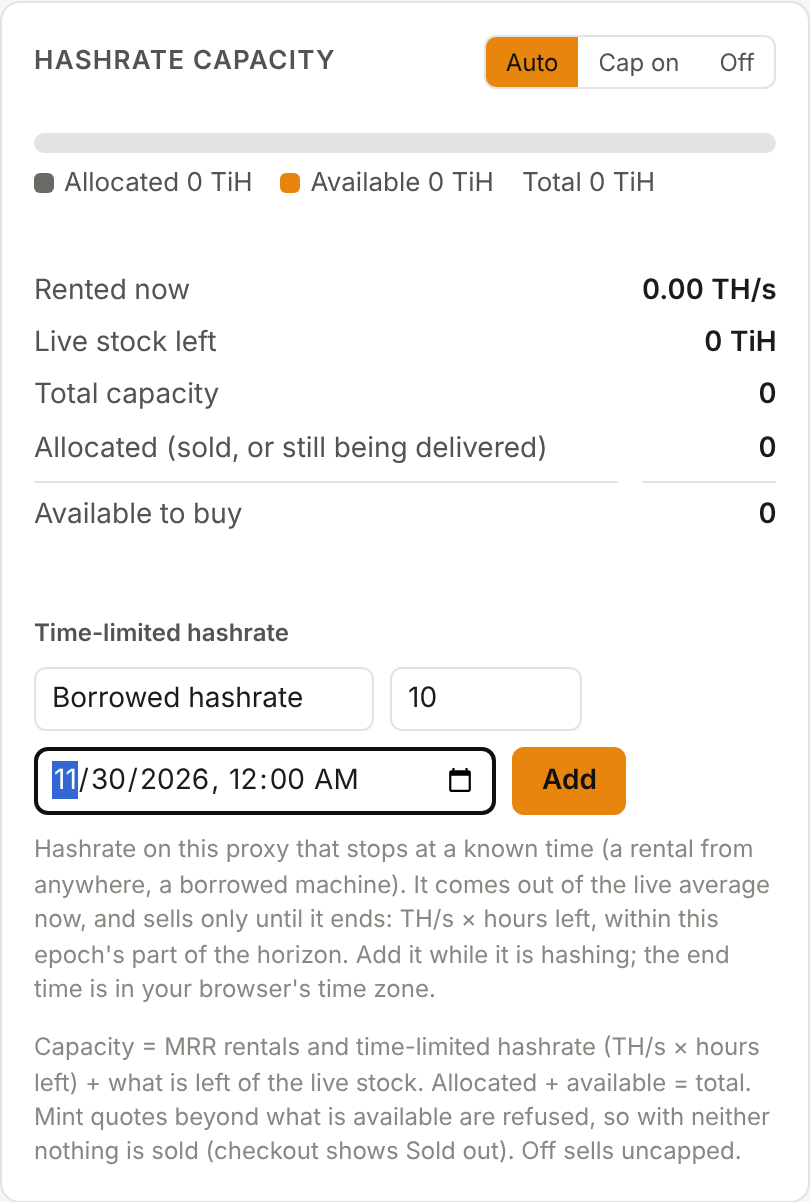 HASHRATE CAPACITY
Auto Cap on Off
Allocated 0 TiH Available 0 TiH Total 0 TiH
Rented now 0.00 TH/s
Live stock left 0 TiH
Total capacity 0
Allocated (sold, or still being delivered) 0
Available to buy 0
Time-limited hashrate
Borrowed hashrate 10
11/30/2026, 12:00 AM Add
Hashrate on this proxy that stops at a known time (a rental from
anywhere, a borrowed machine). It comes out of the live average
now, and sells only until it ends: TH/s × hours left, within this
epoch's part of the horizon. Add it while it is hashing; the end
time is in your browser's time zone.
Capacity = MRR rentals and time-limited hashrate (TH/s × hours
left) + what is left of the live stock. Allocated + available = total.
Mint quotes beyond what is available are refused, so with neither
nothing is sold (checkout shows Sold out). Off sells uncapped.